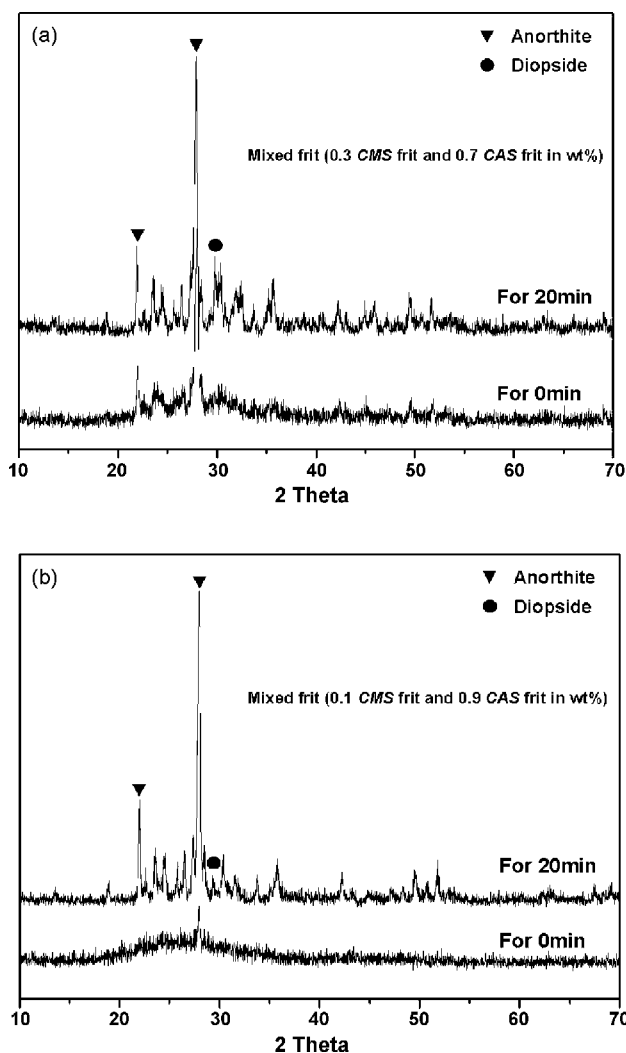 (a)
▼ Anorthite
● Diopside
Mixed frit (0.3 CMS frit and 0.7 CAS frit in wt%)
For 20min
For 0min
10 20 30 40 50 60 70
2 Theta
(b)
▼ Anorthite
● Diopside
Mixed frit (0.1 CMS frit and 0.9 CAS frit in wt%)
For 20min
For 0min
10 20 30 40 50 60 70
2 Theta